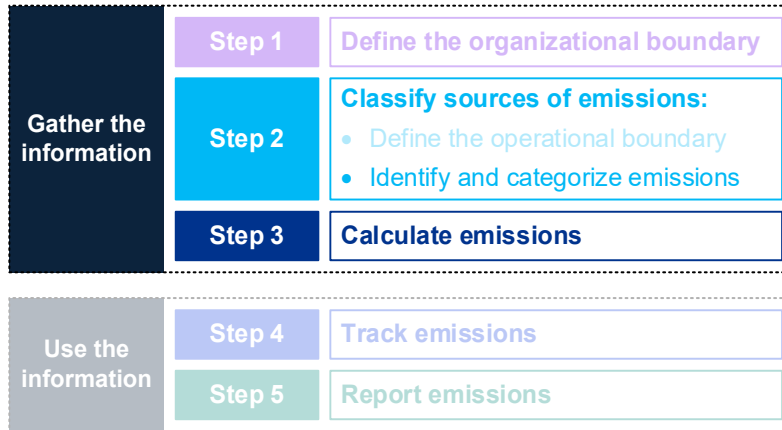 Gather the
information
Step 1
Define the organizational boundary
Step 2
Classify sources of emissions:
• Define the operational boundary
• Identify and categorize emissions
Step 3
Calculate emissions
Use the
information
Step 4
Track emissions
Step 5
Report emissions